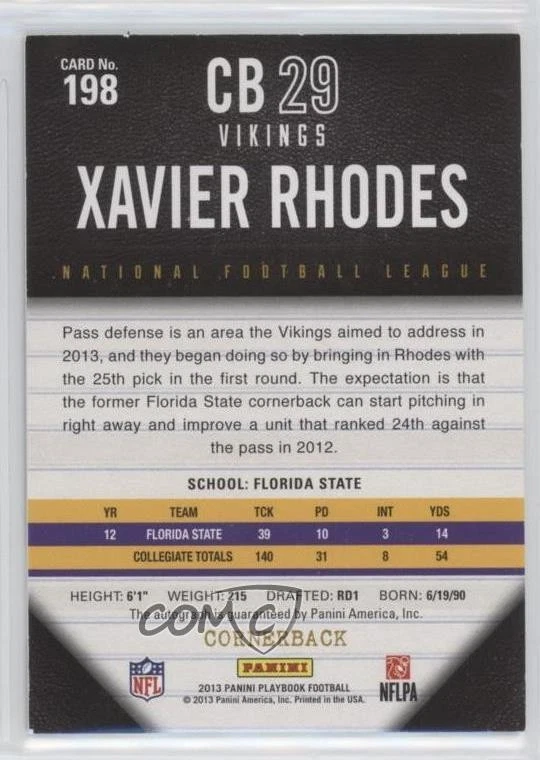 CARD No.
198
CB 29
VIKINGS
XAVIER RHODES
NATIONAL FOOTBALL LEAGUE
Pass defense is an area the Vikings aimed to address in
2013, and they began doing so by bringing in Rhodes with
the 25th pick in the first round. The expectation is that
the former Florida State cornerback can start pitching in
right away and improve a unit that ranked 24th against
the pass in 2012.
SCHOOL: FLORIDA STATE
YR TEAM TCK PD INT YDS
12 FLORIDA STATE 39 10 3 14
COLLEGIATE TOTALS 140 31 8 54
HEIGHT: 6'1" WEIGHT: 215 DRAFTED: RD1 BORN: 6/19/90
The autograph is guaranteed by Panini America, Inc.
COMC
CORNERBACK
NFL
PANINI
NFLPA
2013 PANINI PLAYBOOK FOOTBALL
© 2013 Panini America, Inc. Printed in the USA.